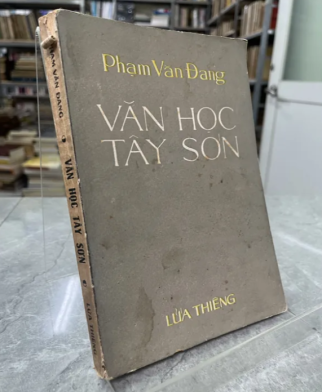 Phạm Văn Đang
VĂN HỌC
TÂY SƠN
LỬA THIÊNG
PHẠM VĂN ĐANG • VĂN HỌC TÂY SƠN • LỬA THIÊNG